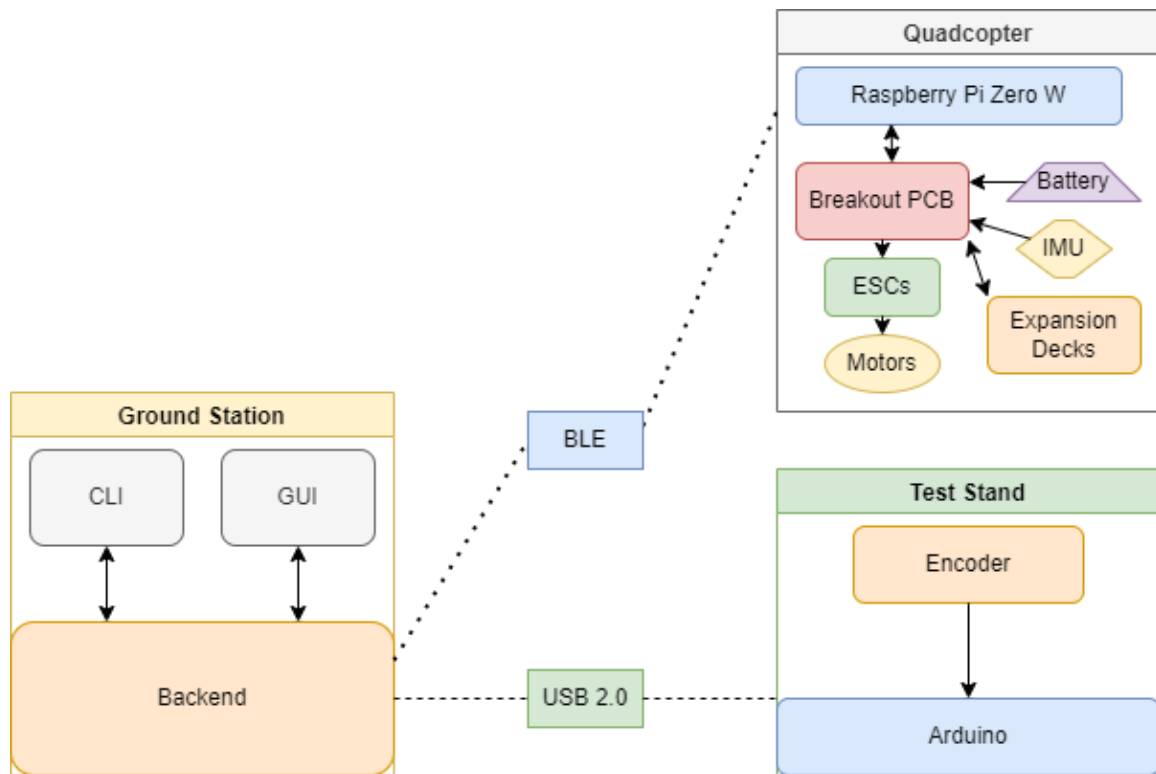 Quadcopter
Raspberry Pi Zero W
Breakout PCB
Battery
IMU
ESCs
Expansion
Decks
Motors
Ground Station
CLI
GUI
Backend
BLE
USB 2.0
Test Stand
Encoder
Arduino